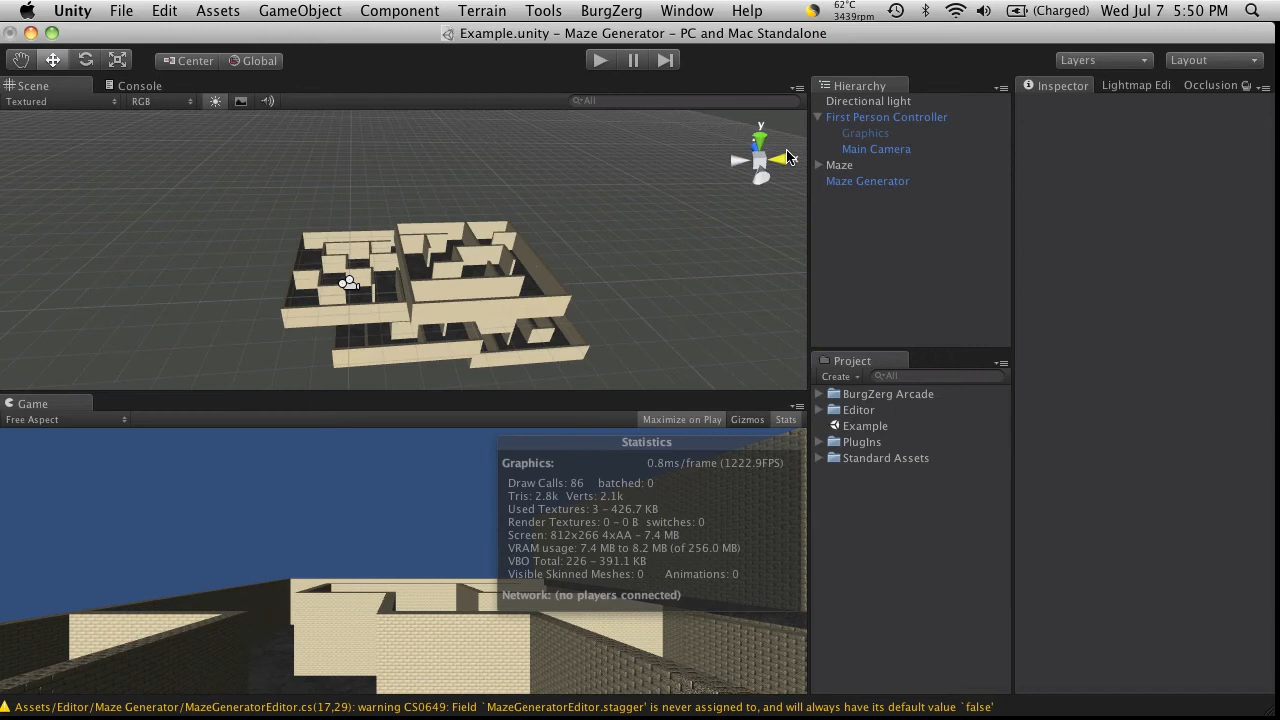 Unity File Edit Assets GameObject Component Terrain Tools BurgZerg Window Help 62°C 3439rpm (Charged) Wed Jul 7 5:50 PM
Example.unity – Maze Generator – PC and Mac Standalone
Center Global Layers Layout
Scene Console
Textured RGB All
y
Hierarchy
Directional light
First Person Controller
Graphics
Main Camera
Maze
Maze Generator
Inspector Lightmap Edi Occlusion
Project
Create All
BurgZerg Arcade
Editor
Example
PlugIns
Standard Assets
Game
Free Aspect Maximize on Play Gizmos Stats
Statistics
Graphics: 0.8ms/frame (1222.9FPS)
Draw Calls: 86 batched: 0
Tris: 2.8k Verts: 2.1k
Used Textures: 3 – 426.7 KB
Render Textures: 0 – 0 B switches: 0
Screen: 812x266 4xAA – 7.4 MB
VRAM usage: 7.4 MB to 8.2 MB (of 256.0 MB)
VBO Total: 226 – 391.1 KB
Visible Skinned Meshes: 0 Animations: 0
Network: (no players connected)
Assets/Editor/Maze Generator/MazeGeneratorEditor.cs(17,29): warning CS0649: Field `MazeGeneratorEditor.stagger' is never assigned to, and will always have its default value `false'